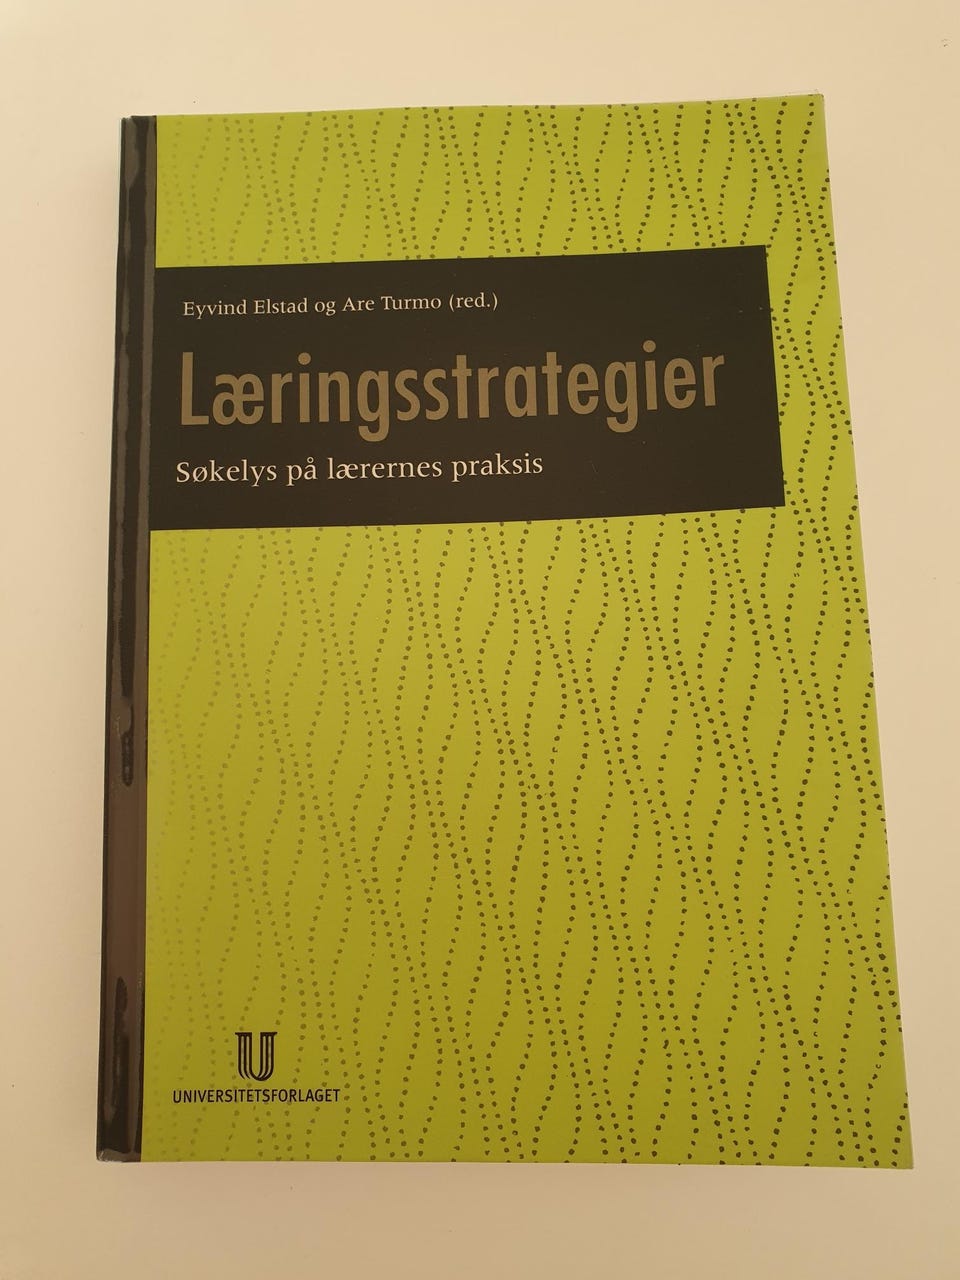 Eyvind Elstad og Are Turmo (red.)
Læringsstrategier
Søkelys på lærernes praksis
U
UNIVERSITETSFORLAGET